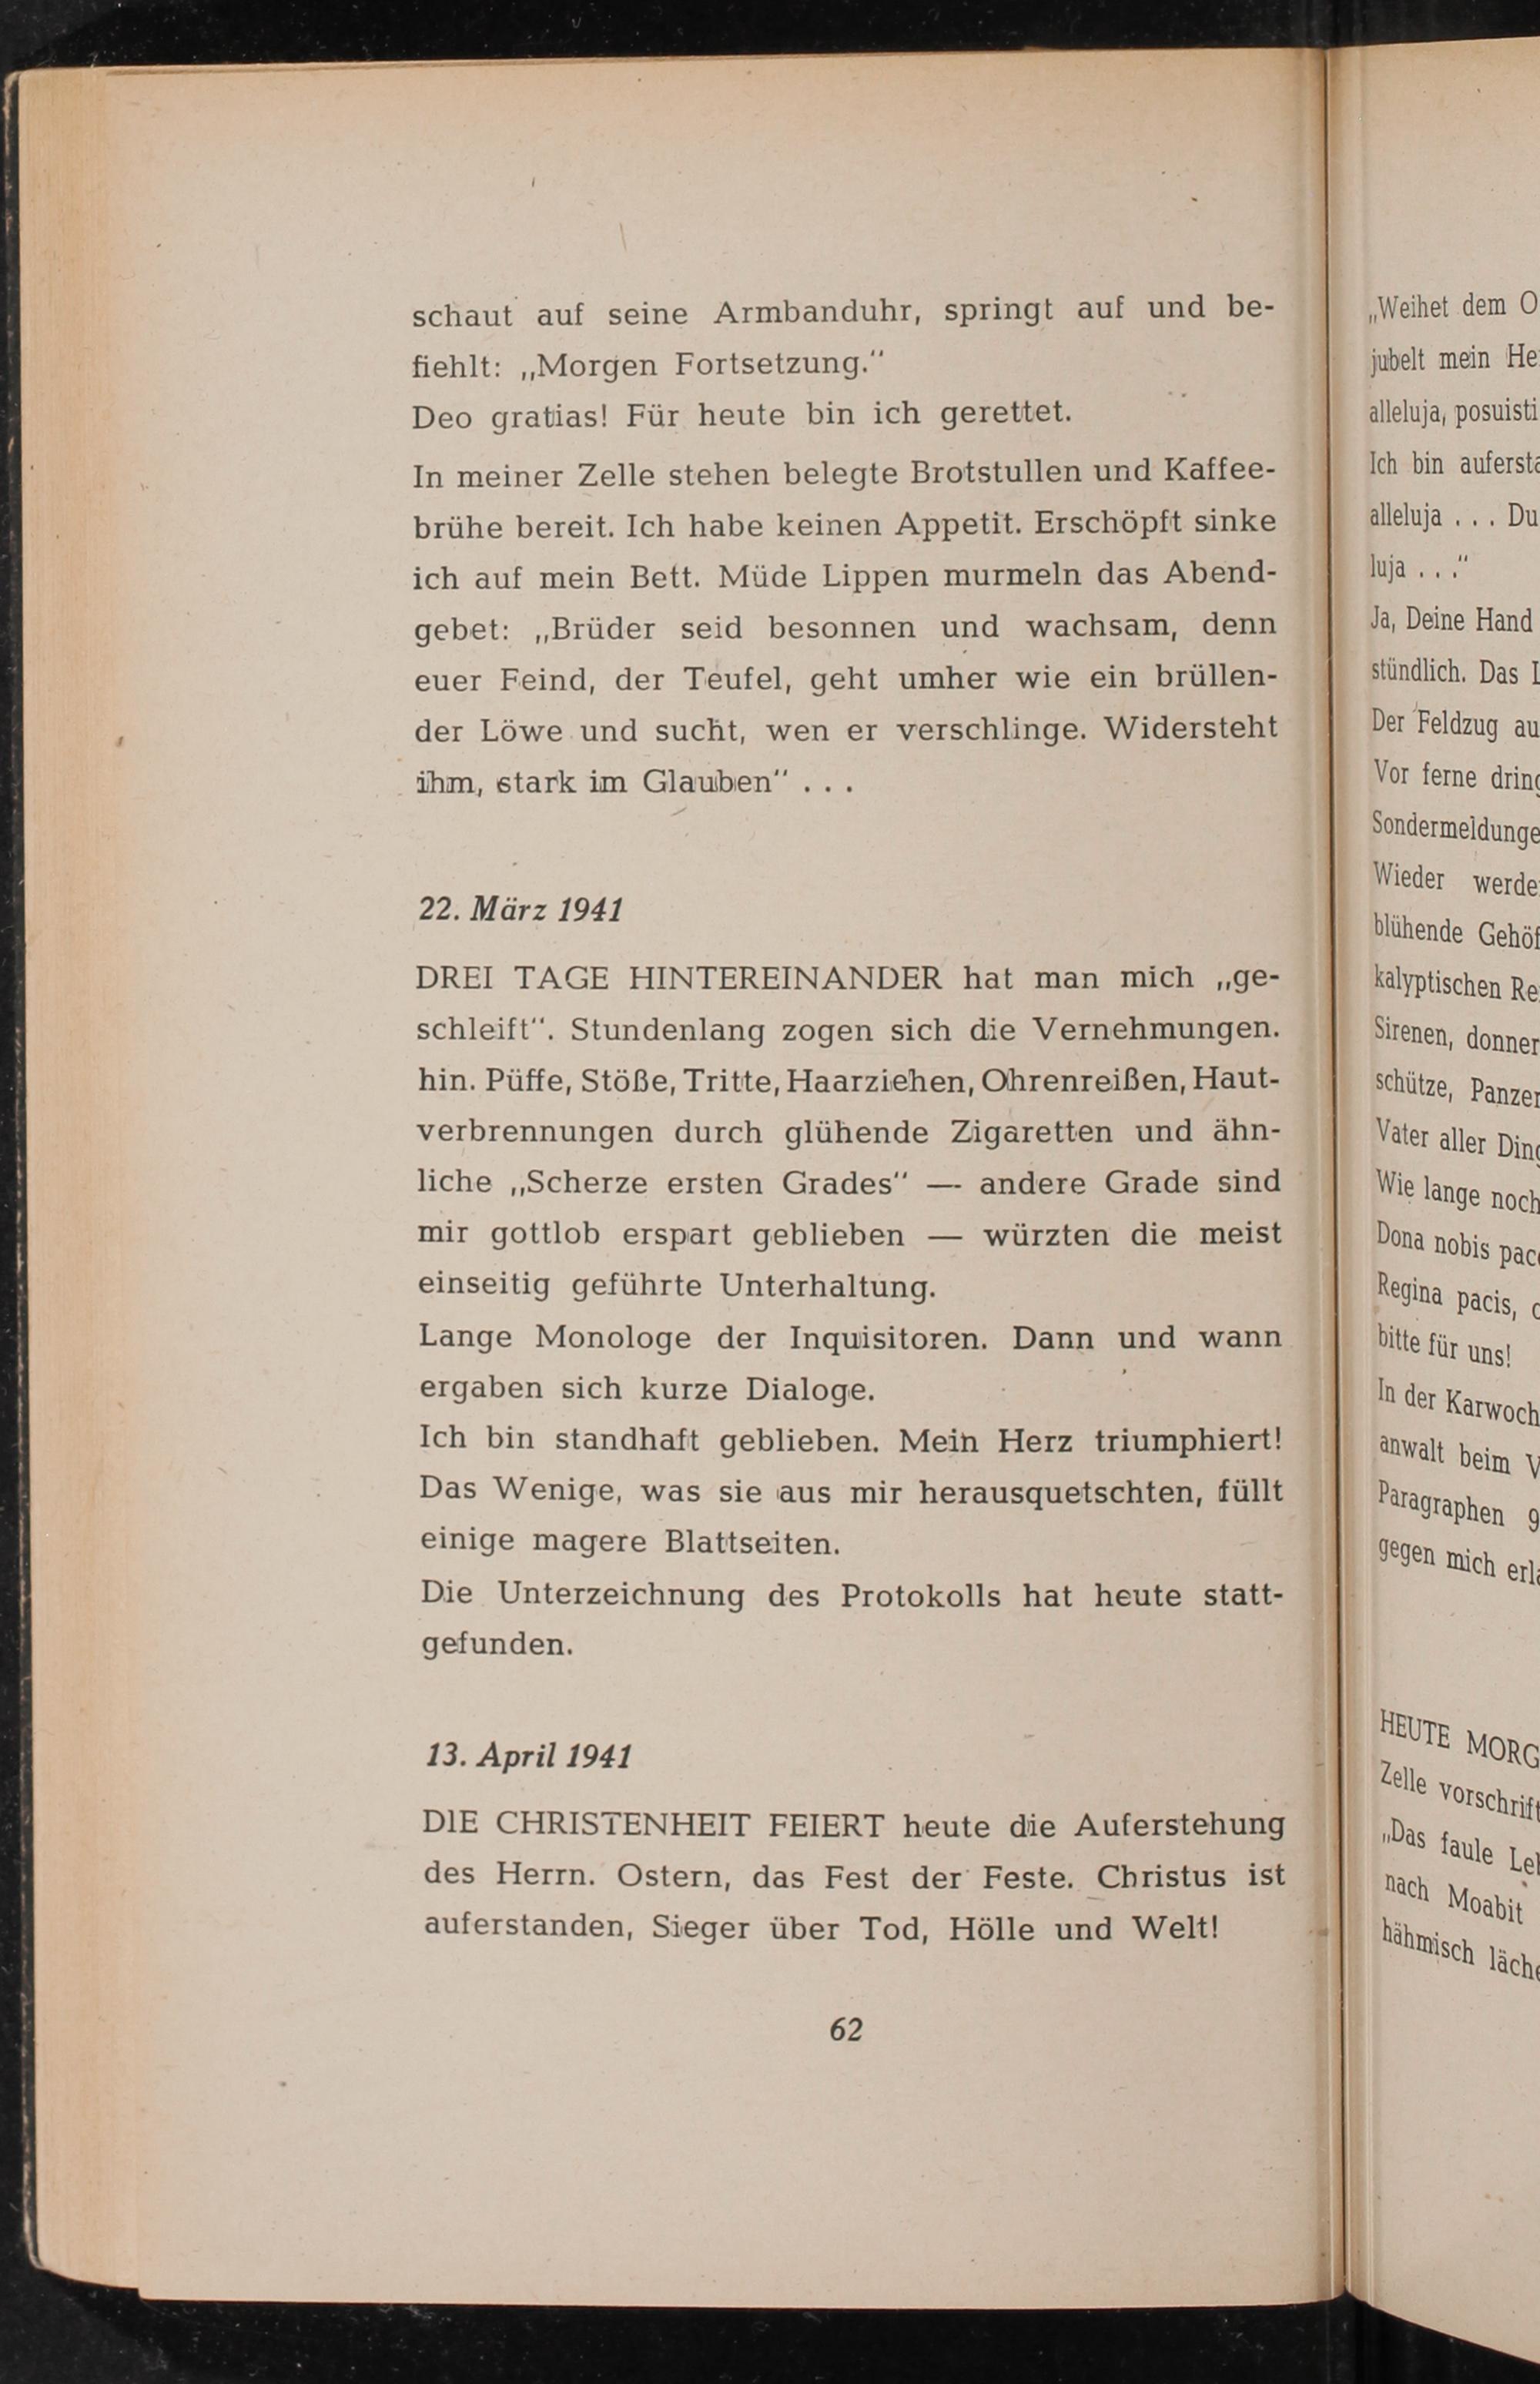 schaut auf seine Armbanduhr, springt auf und be-
fiehlt: „Morgen Fortsetzung."
Deo gratias! Für heute bin ich gerettet.
In meiner Zelle stehen belegte Brotstullen und Kaffee-
brühe bereit. Ich habe keinen Appetit. Erschöpft sinke
ich auf mein Bett. Müde Lippen murmeln das Abend-
gebet: „Brüder seid besonnen und wachsam, denn
euer Feind, der Teufel, geht umher wie ein brüllen-
der Löwe und sucht, wen er verschlinge. Widersteht
ihm, stark im Glauben" . . .
22. März 1941
DREI TAGE HINTEREINANDER hat man mich „ge-
schleift". Stundenlang zogen sich die Vernehmungen.
hin. Püffe, Stöße, Tritte, Haarziehen, Ohrenreißen, Haut-
verbrennungen durch glühende Zigaretten und ähn-
liche „Scherze ersten Grades" — andere Grade sind
mir gottlob erspart geblieben — würzten die meist
einseitig geführte Unterhaltung.
Lange Monologe der Inquisitoren. Dann und wann
ergaben sich kurze Dialoge.
Ich bin standhaft geblieben. Mein Herz triumphiert!
Das Wenige, was sie aus mir herausquetschten, füllt
einige magere Blattseiten.
Die Unterzeichnung des Protokolls hat heute statt-
gefunden.
13. April 1941
DIE CHRISTENHEIT FEIERT heute die Auferstehung
des Herrn. Ostern, das Fest der Feste. Christus ist
auferstanden, Sieger über Tod, Hölle und Welt!
62
„Weihet dem
jubelt mein
alleluja, posuisti
Ich bin
alleluja . . . Du
luja . . ."
Ja, Deine Hand
stündlich. Das
Der Feldzug
Vor ferne
Wieder
blühende
kalyptischen
Sirenen,
schütze,
Vater aller
Wie lange noch
Dona nobis
Regina pacis,
bitte für uns!
In der
anwalt beim
Paragraphen
gegen mich
HEUTE
Zelle
„Das faule
nach Moabit
hähmisch